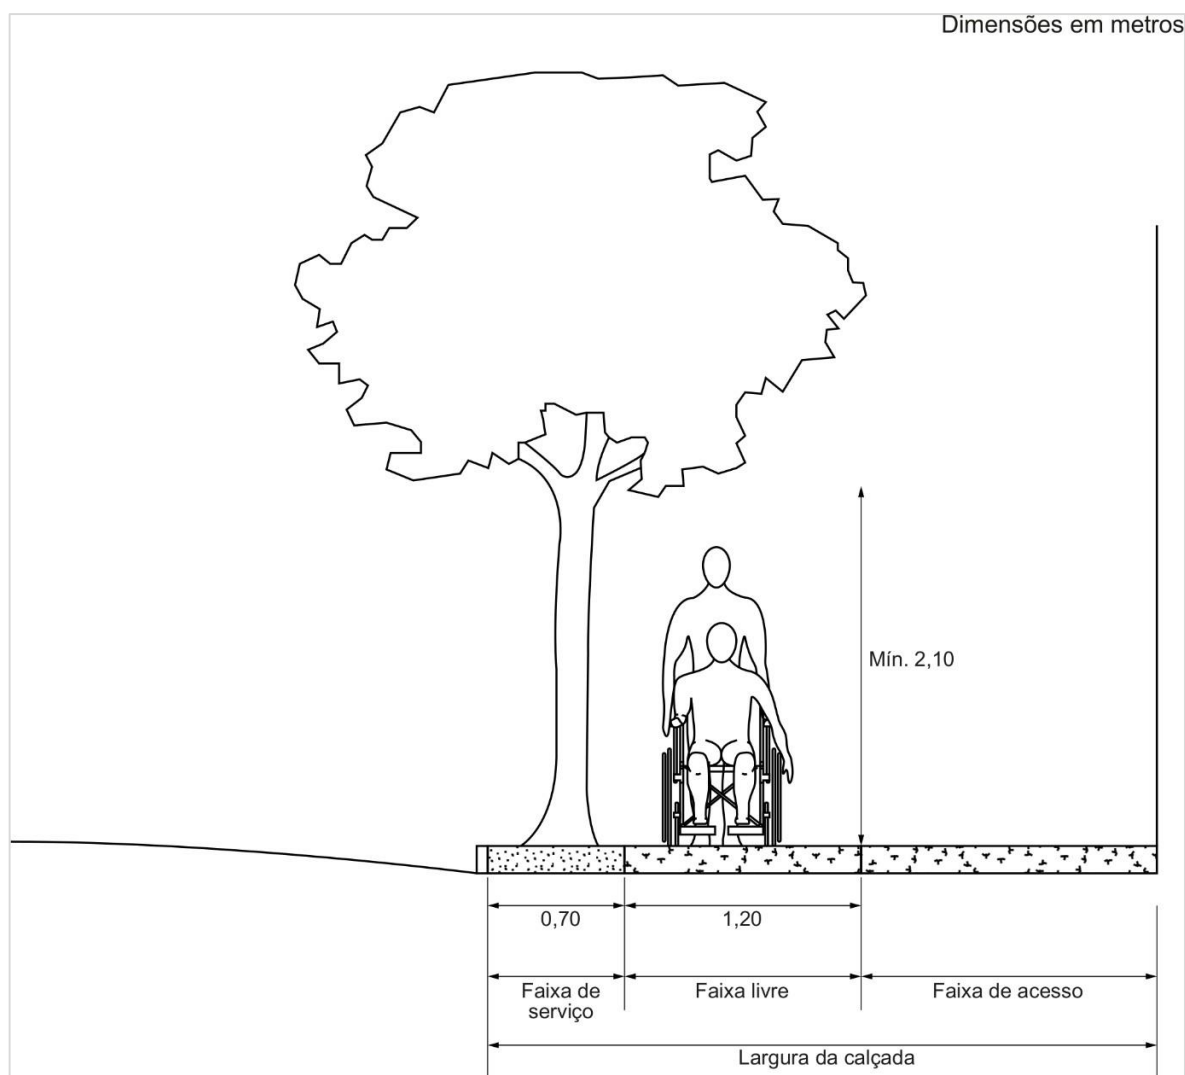 Dimensões em metros
Mín. 2,10
0,70
1,20
Faixa de
serviço
Faixa livre
Faixa de acesso
Largura da calçada